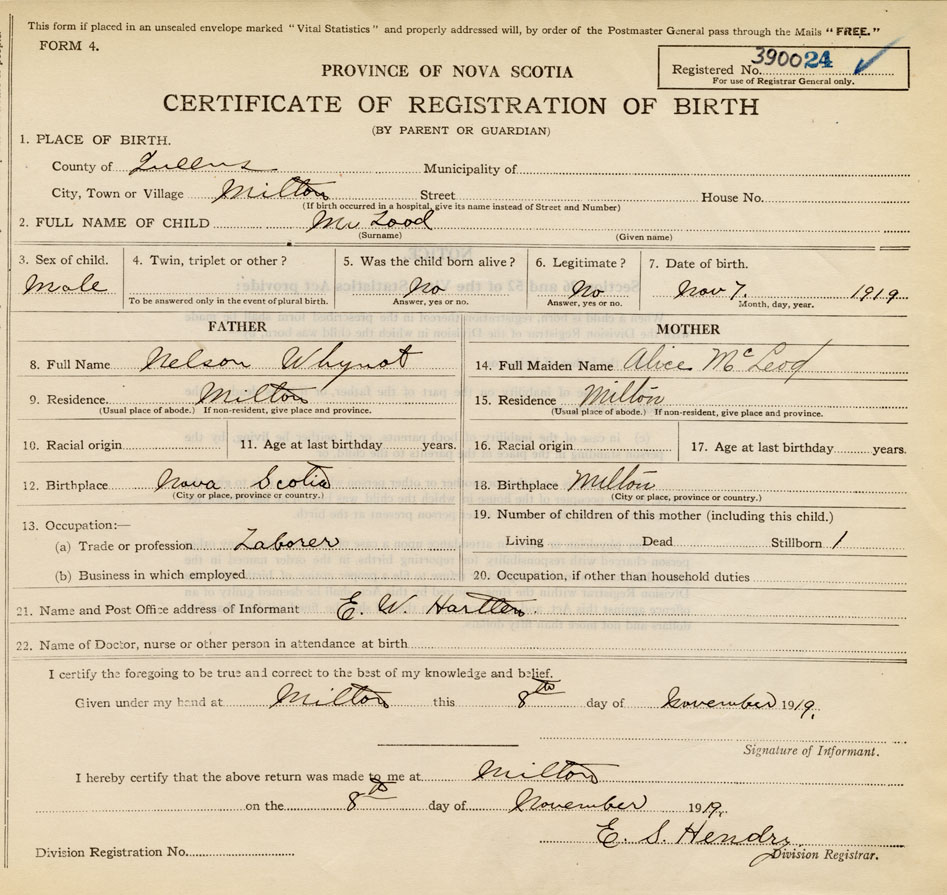 This form if placed in an unsealed envelope marked "Vital Statistics" and properly addressed will, by order of the Postmaster General pass through the Mails "FREE."
FORM 4.
Registered No. 390024
For use of Registrar General only.
PROVINCE OF NOVA SCOTIA
CERTIFICATE OF REGISTRATION OF BIRTH
(BY PARENT OR GUARDIAN)
1. PLACE OF BIRTH.
County of Queens Municipality of
City, Town or Village Milton Street House No.
(If birth occurred in a hospital, give its name instead of Street and Number)
2. FULL NAME OF CHILD Mc Leod
(Surname) (Given name)
3. Sex of child. 4. Twin, triplet or other? 5. Was the child born alive? 6. Legitimate? 7. Date of birth.
Male No No Nov 7. 1919
To be answered only in the event of plural birth. Answer, yes or no. Answer, yes or no. Month, day, year.
FATHER MOTHER
8. Full Name Nelson Whynot 14. Full Maiden Name Alice McLeod
9. Residence Milton 15. Residence Milton
(Usual place of abode.) If non-resident, give place and province. (Usual place of abode.) If non-resident, give place and province.
10. Racial origin 11. Age at last birthday years. 16. Racial origin 17. Age at last birthday years.
12. Birthplace Nova Scotia 18. Birthplace Milton
(City or place, province or country.) (City or place, province or country.)
13. Occupation:— 19. Number of children of this mother (including this child.)
(a) Trade or profession Laborer Living Dead Stillborn 1
(b) Business in which employed 20. Occupation, if other than household duties
21. Name and Post Office address of Informant E. W. Hartlen
22. Name of Doctor, nurse or other person in attendance at birth
I certify the foregoing to be true and correct to the best of my knowledge and belief.
Given under my hand at Milton this 8th day of November 1919.
Signature of Informant.
I hereby certify that the above return was made to me at Milton
on the 8th day of November 1919.
E. S. Hendry
Division Registration No. Division Registrar.